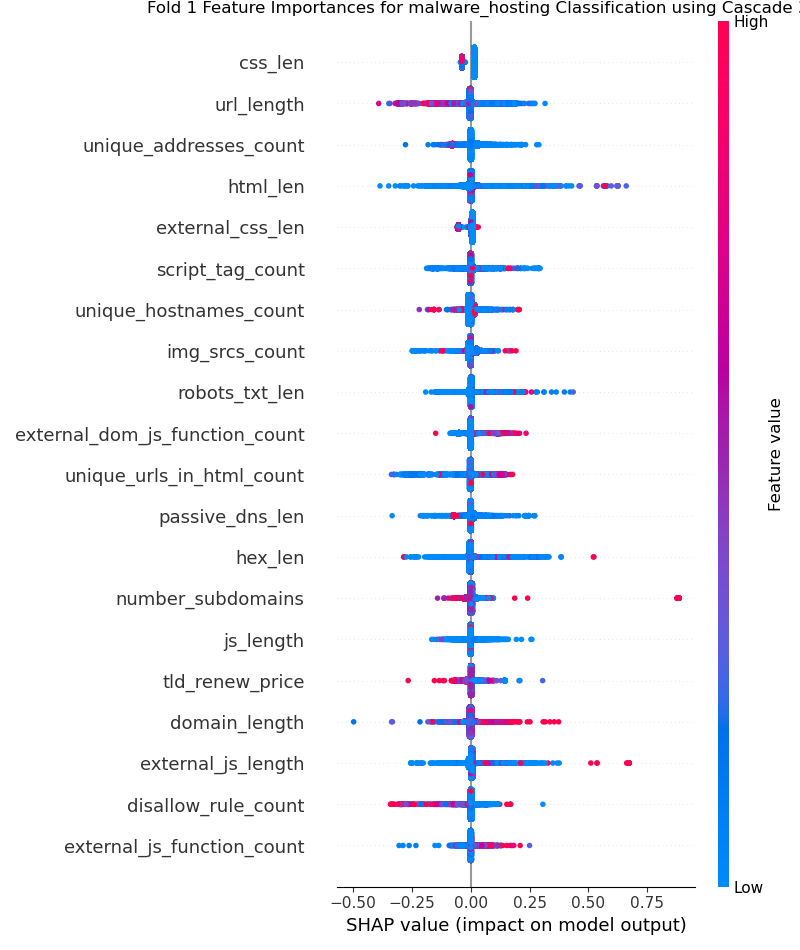 Fold 1 Feature Importances for malware_hosting Classification using Cascade
High
css_len
url_length
unique_addresses_count
html_len
external_css_len
script_tag_count
unique_hostnames_count
img_srcs_count
robots_txt_len
external_dom_js_function_count
unique_urls_in_html_count
passive_dns_len
hex_len
number_subdomains
js_length
tld_renew_price
domain_length
external_js_length
disallow_rule_count
external_js_function_count
Feature value
Low
−0.50 −0.25 0.00 0.25 0.50 0.75
SHAP value (impact on model output)